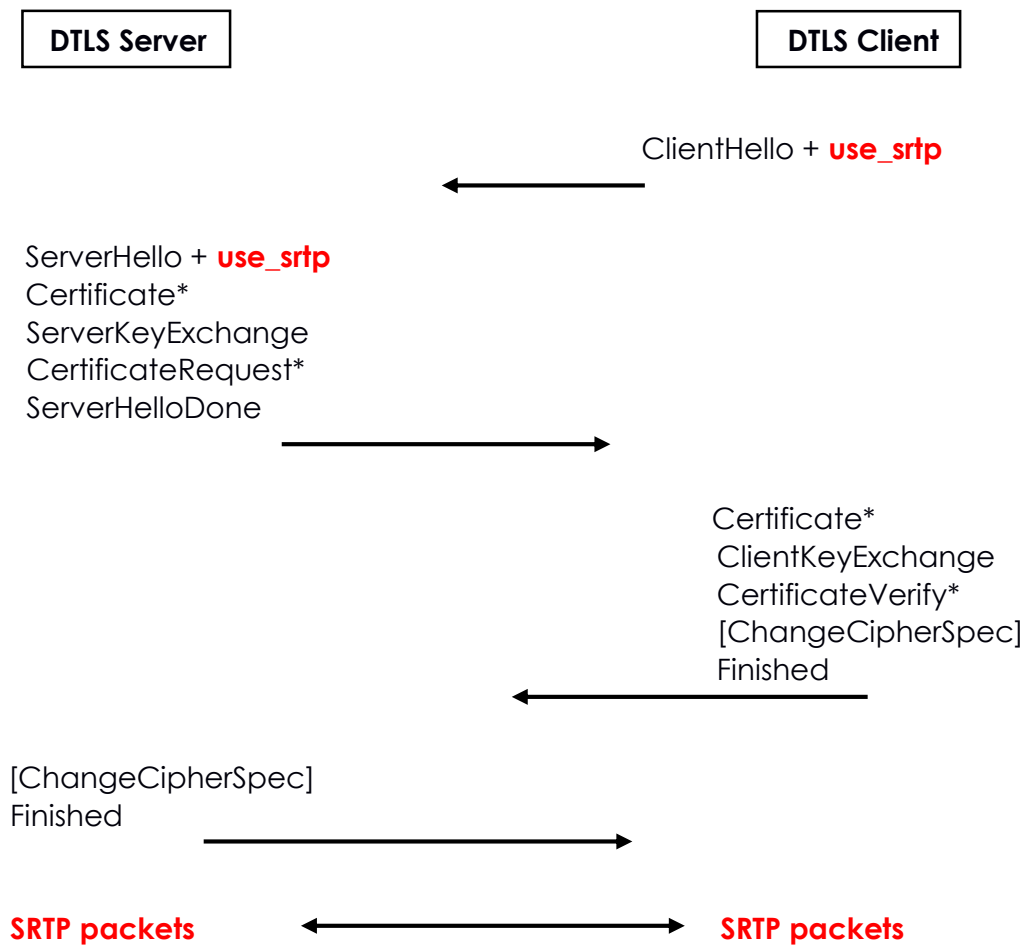 DTLS Server
DTLS Client
ClientHello + use_srtp
ServerHello + use_srtp
Certificate*
ServerKeyExchange
CertificateRequest*
ServerHelloDone
Certificate*
ClientKeyExchange
CertificateVerify*
[ChangeCipherSpec]
Finished
[ChangeCipherSpec]
Finished
SRTP packets
SRTP packets